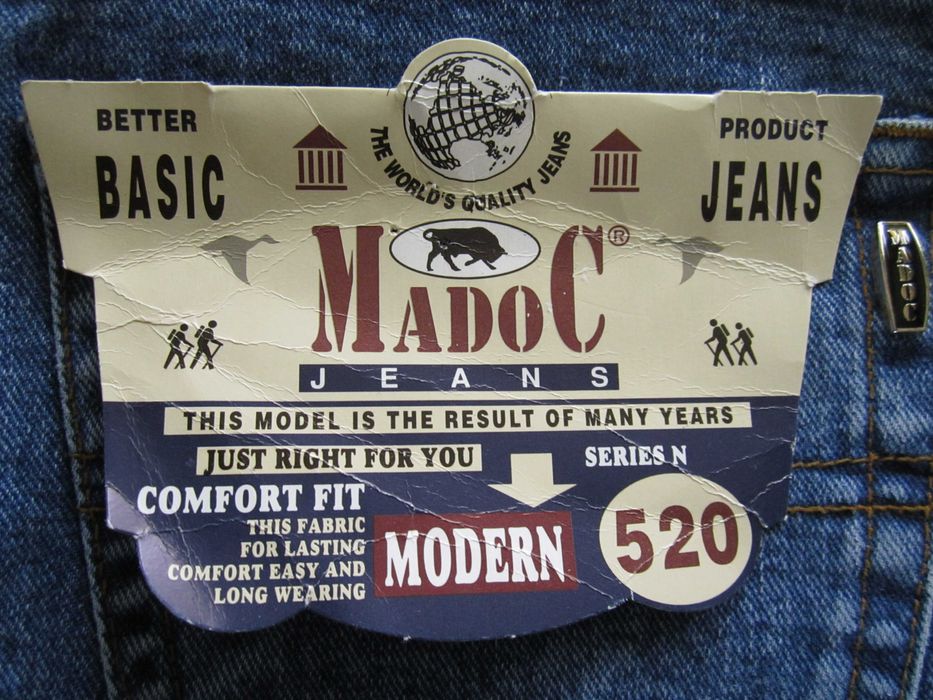 BETTER
BASIC
PRODUCT
JEANS
THE WORLD'S QUALITY JEANS
MADOC®
JEANS
MADOC
THIS MODEL IS THE RESULT OF MANY YEARS
JUST RIGHT FOR YOU
SERIES N
COMFORT FIT
THIS FABRIC
FOR LASTING
COMFORT EASY AND
LONG WEARING
MODERN
520